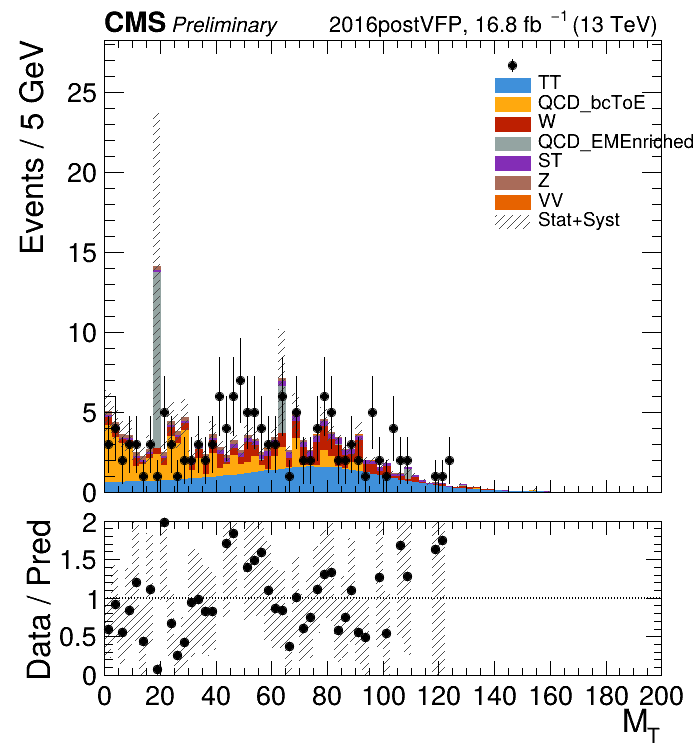 CMS Preliminary 2016postVFP, 16.8 fb ⁻¹ (13 TeV)
Events / 5 GeV
25
20
15
10
5
0
TT
QCD_bcToE
W
QCD_EMEnriched
ST
Z
VV
Stat+Syst
Data / Pred
2
1.5
1
0.5
0
0 20 40 60 80 100 120 140 160 180 200
M_T